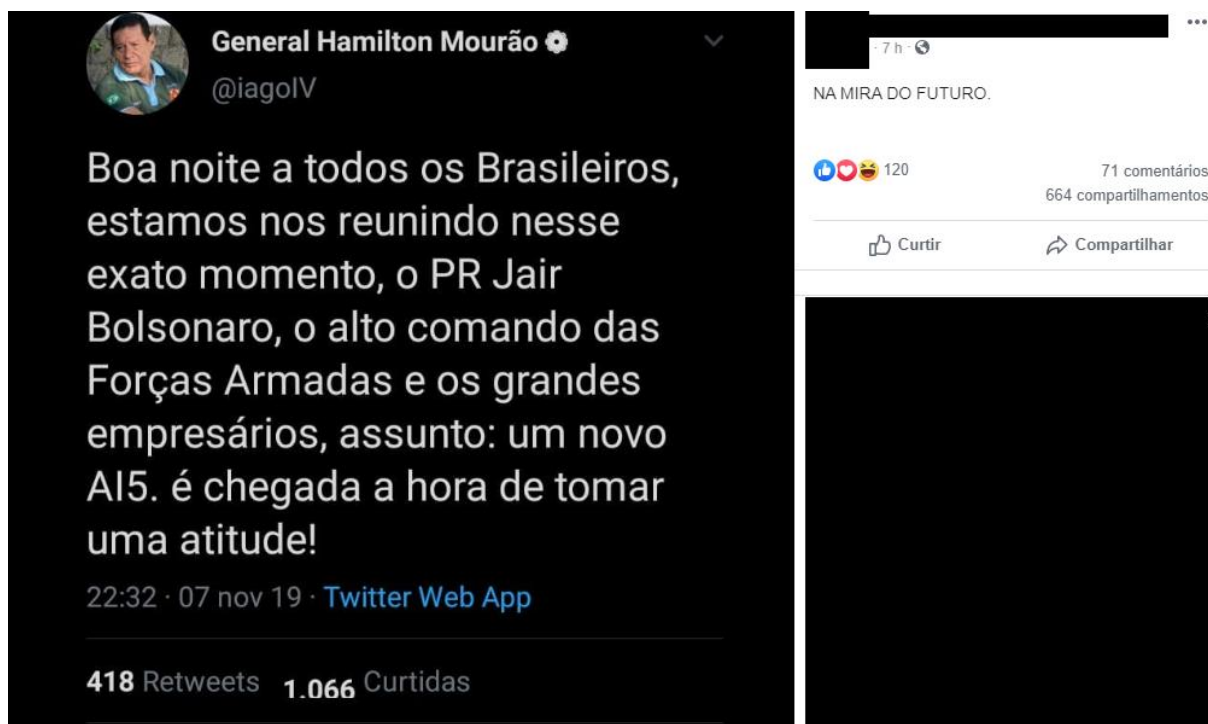 General Hamilton Mourão
@iagoIV
Boa noite a todos os Brasileiros,
estamos nos reunindo nesse
exato momento, o PR Jair
Bolsonaro, o alto comando das
Forças Armadas e os grandes
empresários, assunto: um novo
AI5. é chegada a hora de tomar
uma atitude!
22:32 · 07 nov 19 · Twitter Web App
418 Retweets 1.066 Curtidas
· 7 h ·
NA MIRA DO FUTURO.
120
71 comentários
664 compartilhamentos
Curtir Compartilhar